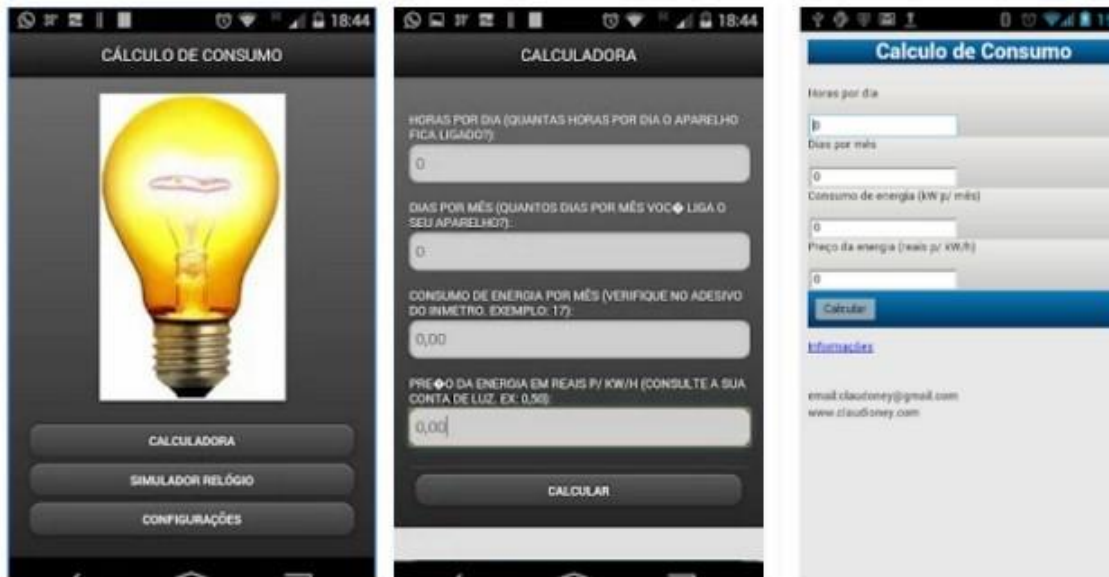 18:44
CÁLCULO DE CONSUMO
CALCULADORA
SIMULADOR RELÓGIO
CONFIGURAÇÕES
18:44
CALCULADORA
HORAS POR DIA (QUANTAS HORAS POR DIA O APARELHO
FICA LIGADO?):
0
DIAS POR MÊS (QUANTOS DIAS POR MÊS VOC� LIGA O
SEU APARELHO?):
0
CONSUMO DE ENERGIA POR MÊS (VERIFIQUE NO ADESIVO
DO INMETRO. EXEMPLO: 17):
0,00
PRE�O DA ENERGIA EM REAIS P/ KW/H (CONSULTE A SUA
CONTA DE LUZ. EX: 0,50):
0,00
CALCULAR
Calculo de Consumo
Horas por dia
0
Dias por mês
0
Consumo de energia (kW p/ mês)
0
Preço da energia (reais p/ kW/h)
0
Calcular
Informações
email:claudioney@gmail.com
www.claudioney.com